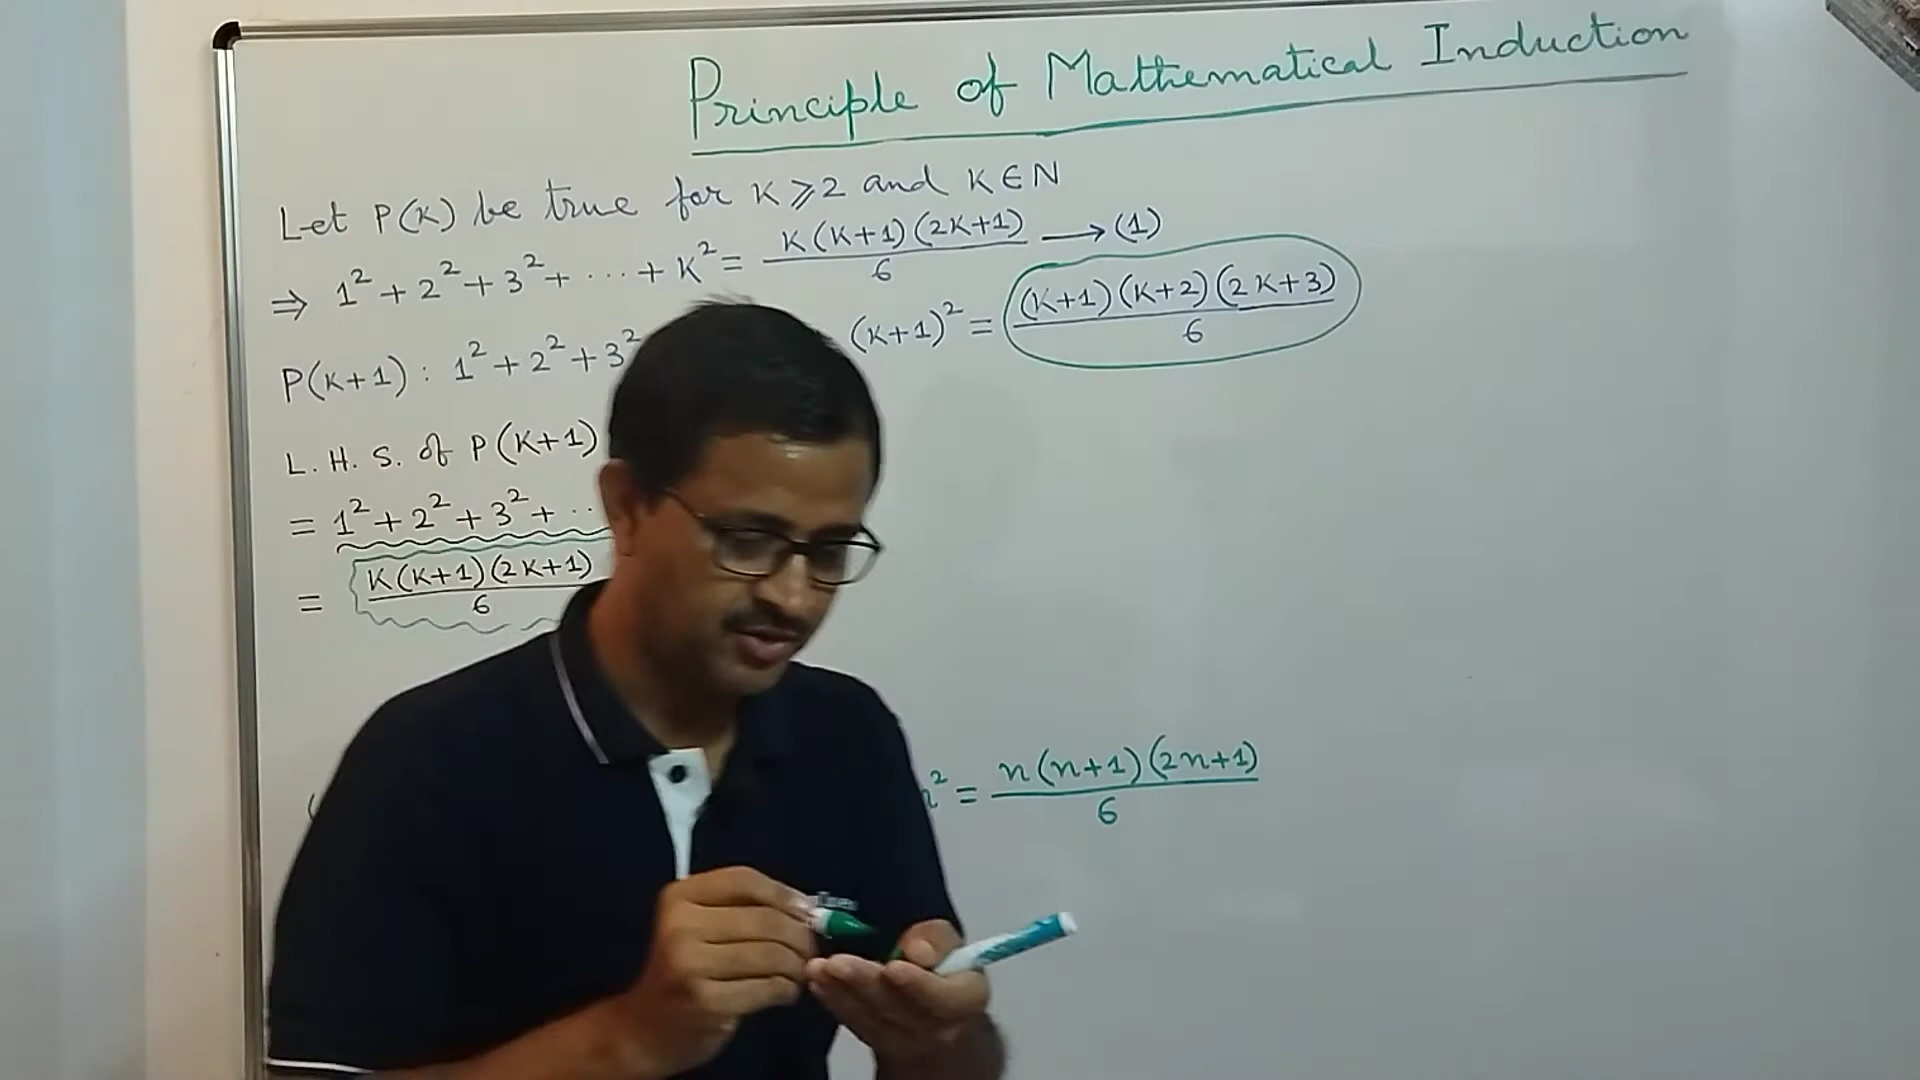 Principle of Mathematical Induction
Let P(K) be true for K ⩾ 2 and K ∈ N
⇒ 1² + 2² + 3² + ... + K² = K(K+1)(2K+1)/6 → (1)
P(K+1) : 1² + 2² + 3² (K+1)² = (K+1)(K+2)(2K+3)/6
L.H.S. of P(K+1)
= 1² + 2² + 3² + ..
= K(K+1)(2K+1)/6
n² = n(n+1)(2n+1)/6